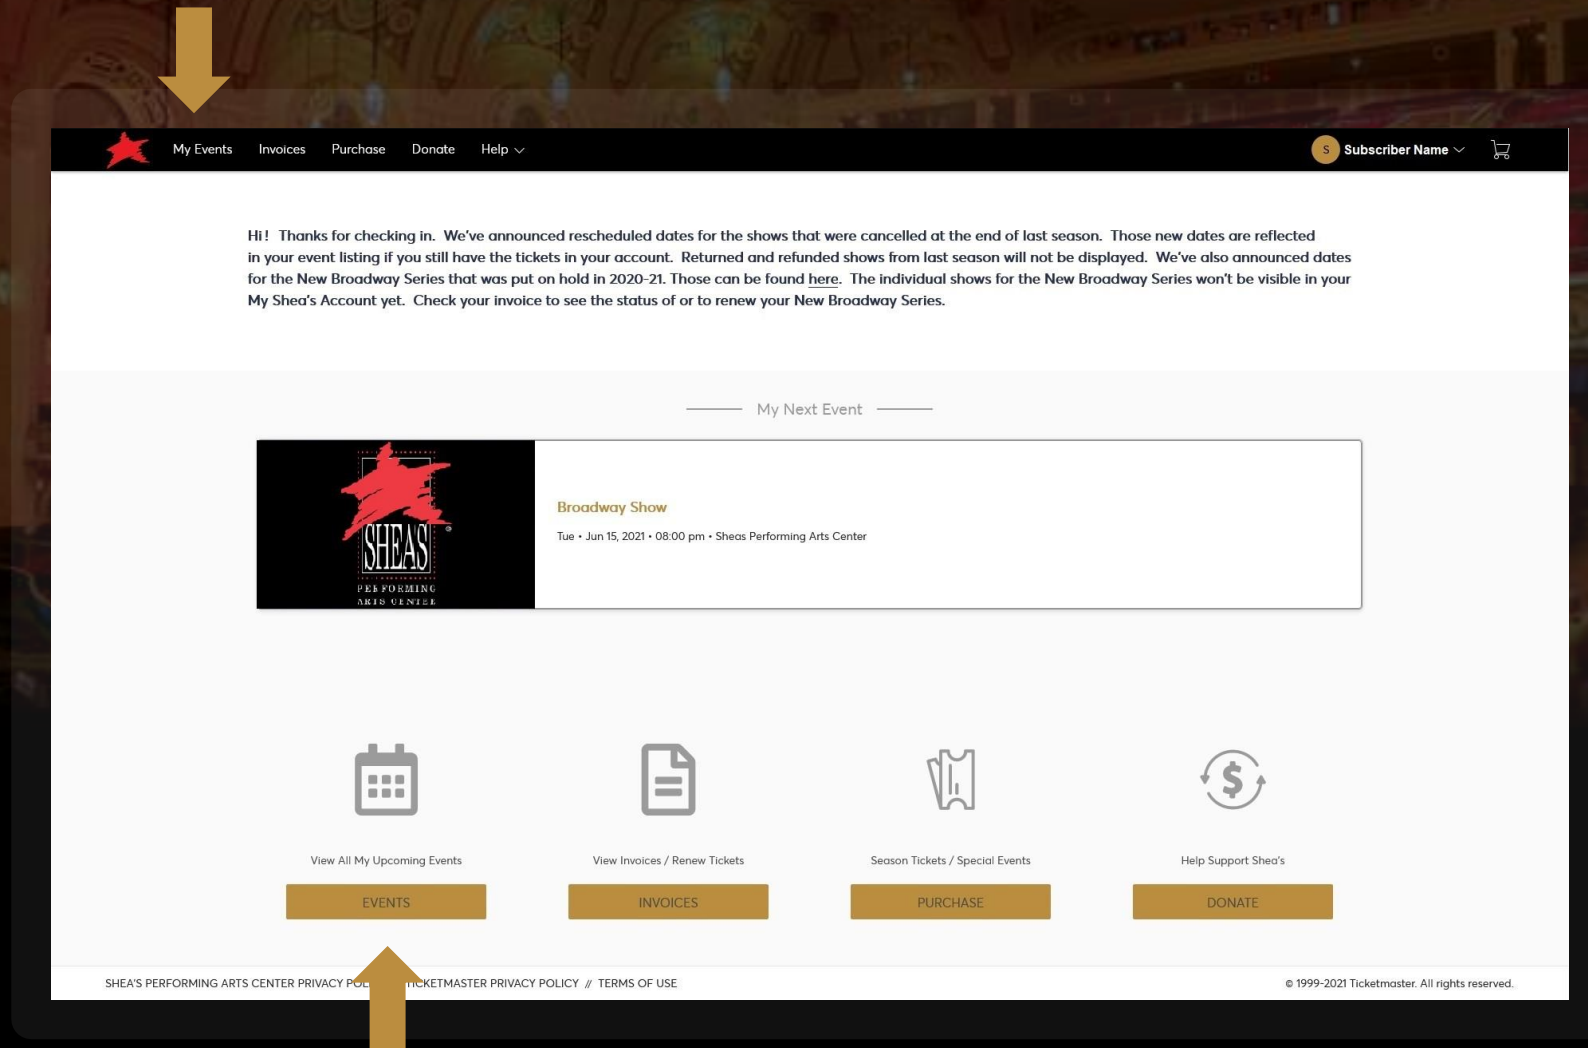 My Events Invoices Purchase Donate Help
S Subscriber Name
Hi! Thanks for checking in. We've announced rescheduled dates for the shows that were cancelled at the end of last season. Those new dates are reflected
in your event listing if you still have the tickets in your account. Returned and refunded shows from last season will not be displayed. We've also announced dates
for the New Broadway Series that was put on hold in 2020-21. Those can be found here. The individual shows for the New Broadway Series won't be visible in your
My Shea's Account yet. Check your invoice to see the status of or to renew your New Broadway Series.
My Next Event
SHEA'S ®
PERFORMING
ARTS CENTER
Broadway Show
Tue • Jun 15, 2021 • 08:00 pm • Sheas Performing Arts Center
View All My Upcoming Events
EVENTS
View Invoices / Renew Tickets
INVOICES
Season Tickets / Special Events
PURCHASE
Help Support Shea's
DONATE
SHEA'S PERFORMING ARTS CENTER PRIVACY TICKETMASTER PRIVACY POLICY // TERMS OF USE
© 1999-2021 Ticketmaster. All rights reserved.